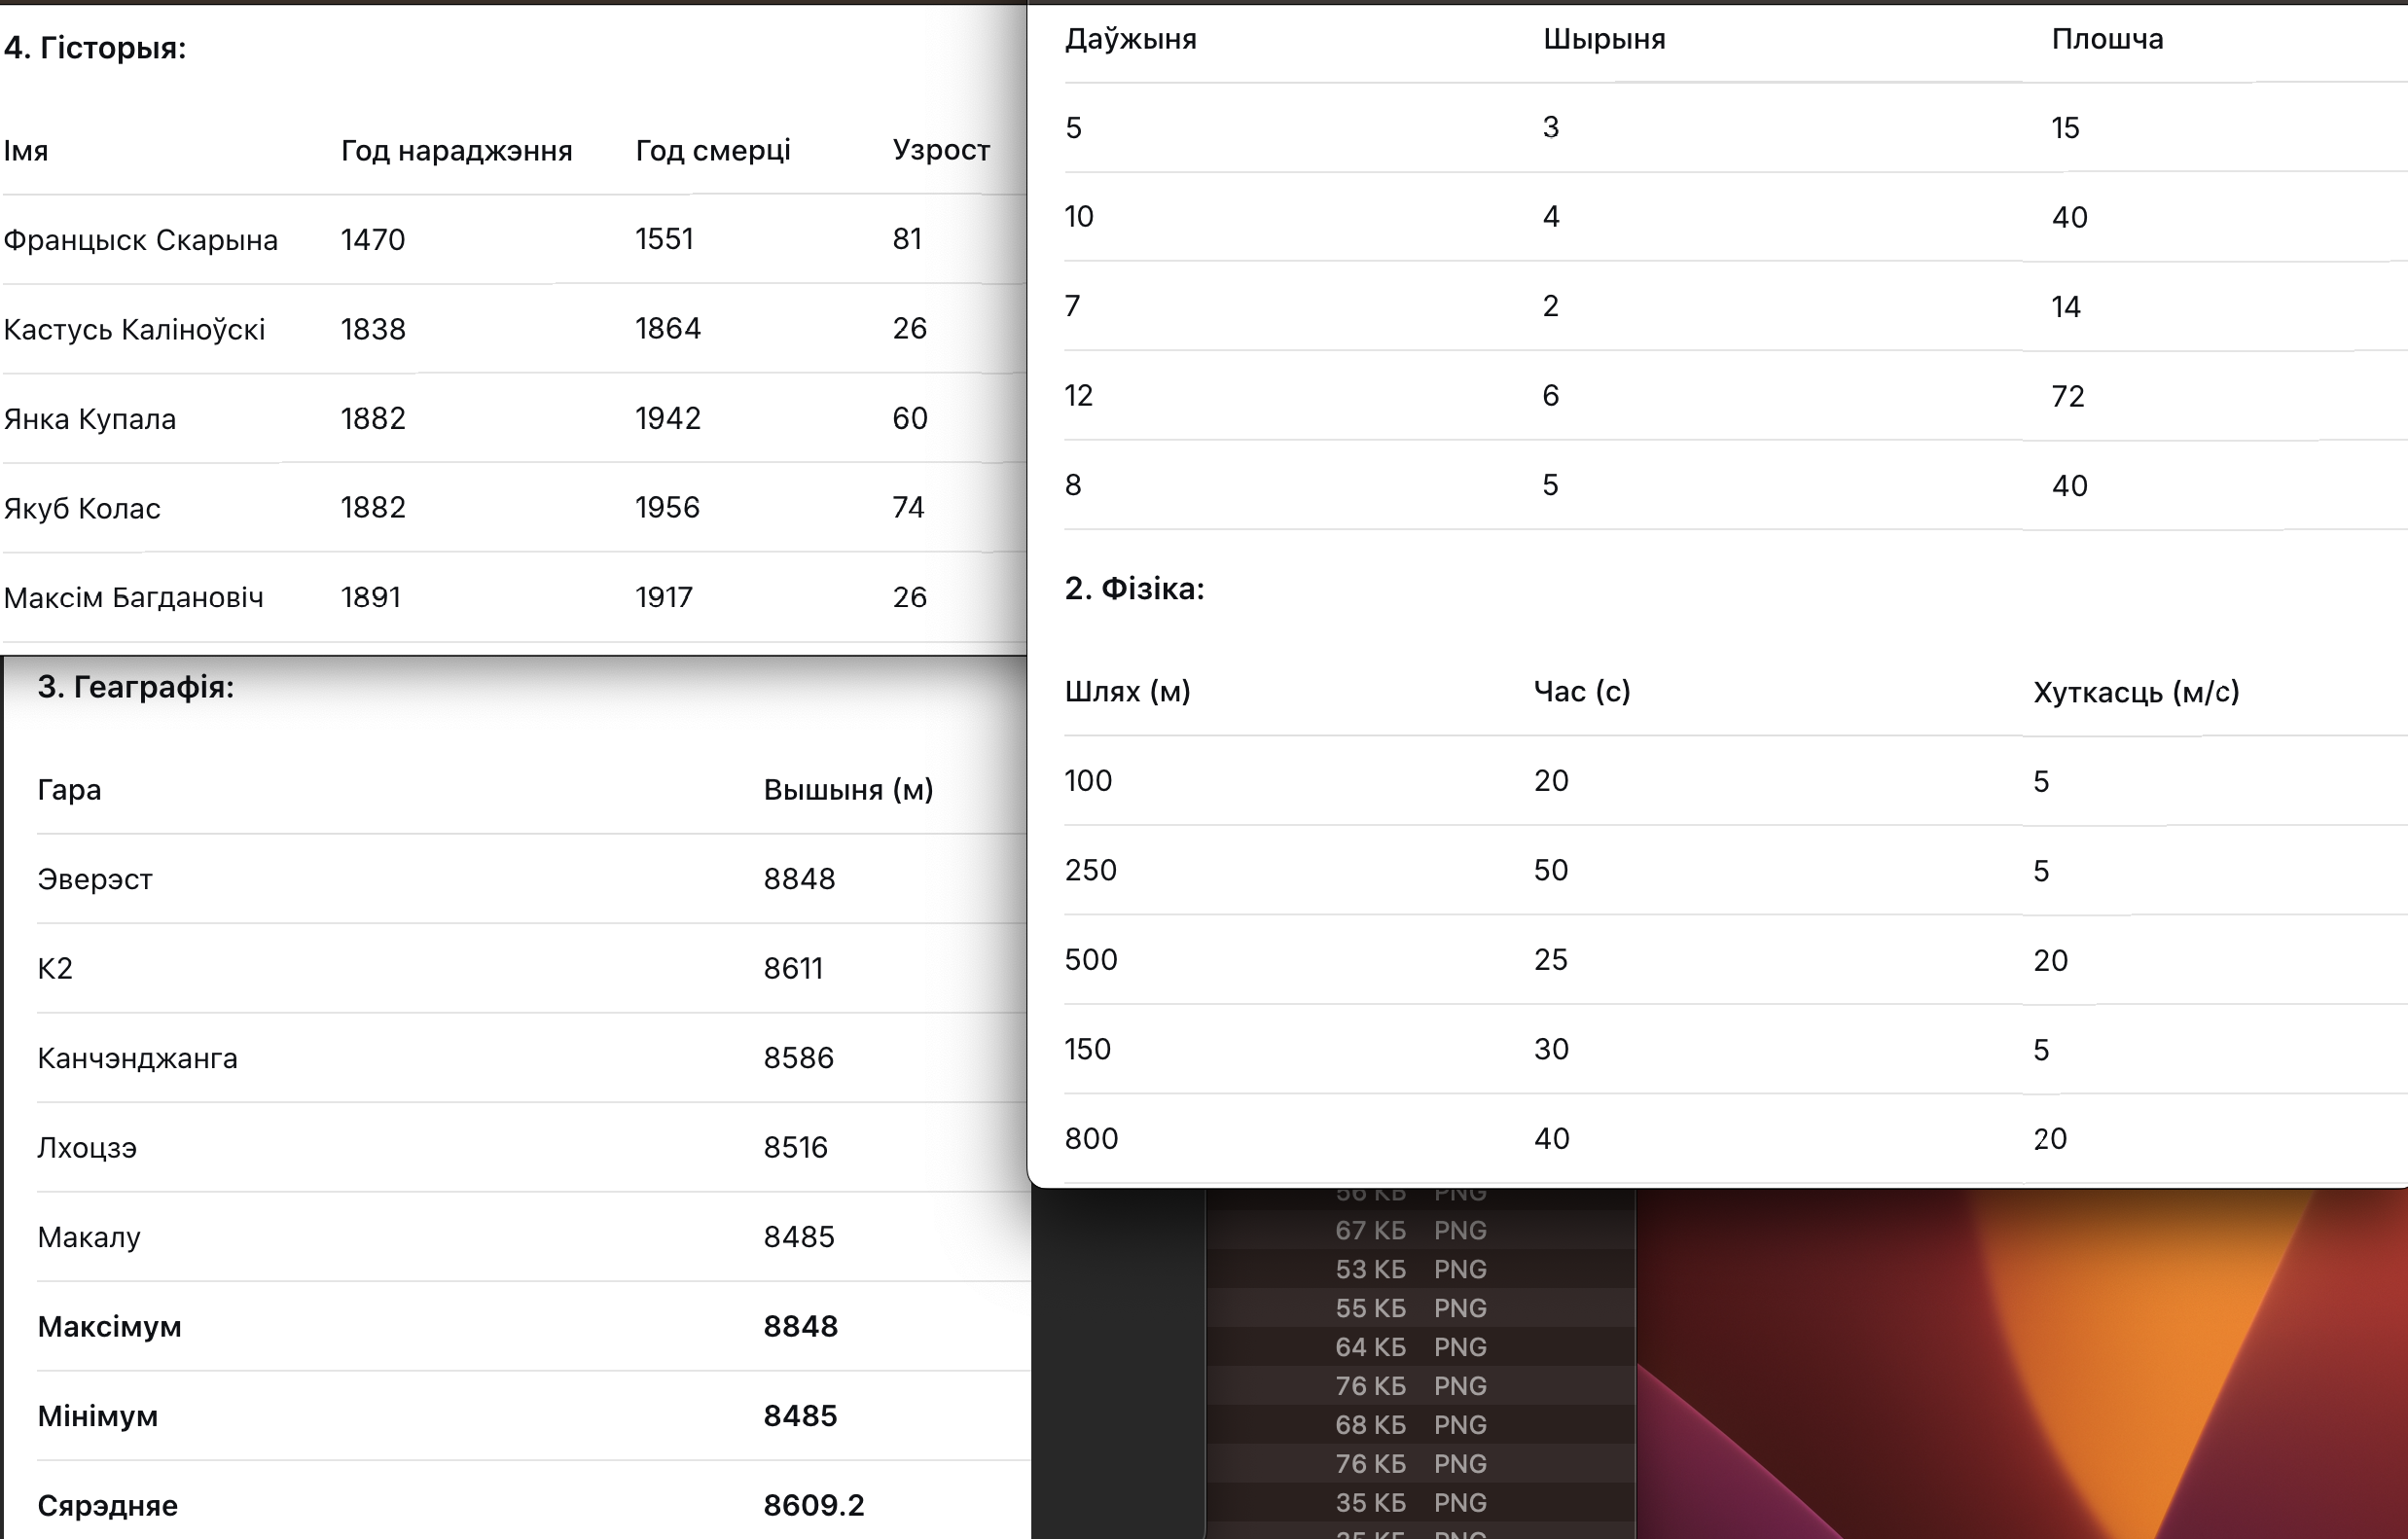 4. Гісторыя:
Імя Год нараджэння Год смерці Узрост
Францыск Скарына 1470 1551 81
Кастусь Каліноўскі 1838 1864 26
Янка Купала 1882 1942 60
Якуб Колас 1882 1956 74
Максім Багдановіч 1891 1917 26
3. Геаграфія:
Гара Вышыня (м)
Эверэст 8848
К2 8611
Канчэнджанга 8586
Лхоцзэ 8516
Макалу 8485
Максімум 8848
Мінімум 8485
Сярэдняе 8609.2
Даўжыня Шырыня Плошча
5 3 15
10 4 40
7 2 14
12 6 72
8 5 40
2. Фізіка:
Шлях (м) Час (с) Хуткасць (м/с)
100 20 5
250 50 5
500 25 20
150 30 5
800 40 20
56 КБ PNG
67 КБ PNG
53 КБ PNG
55 КБ PNG
64 КБ PNG
76 КБ PNG
68 КБ PNG
76 КБ PNG
35 КБ PNG